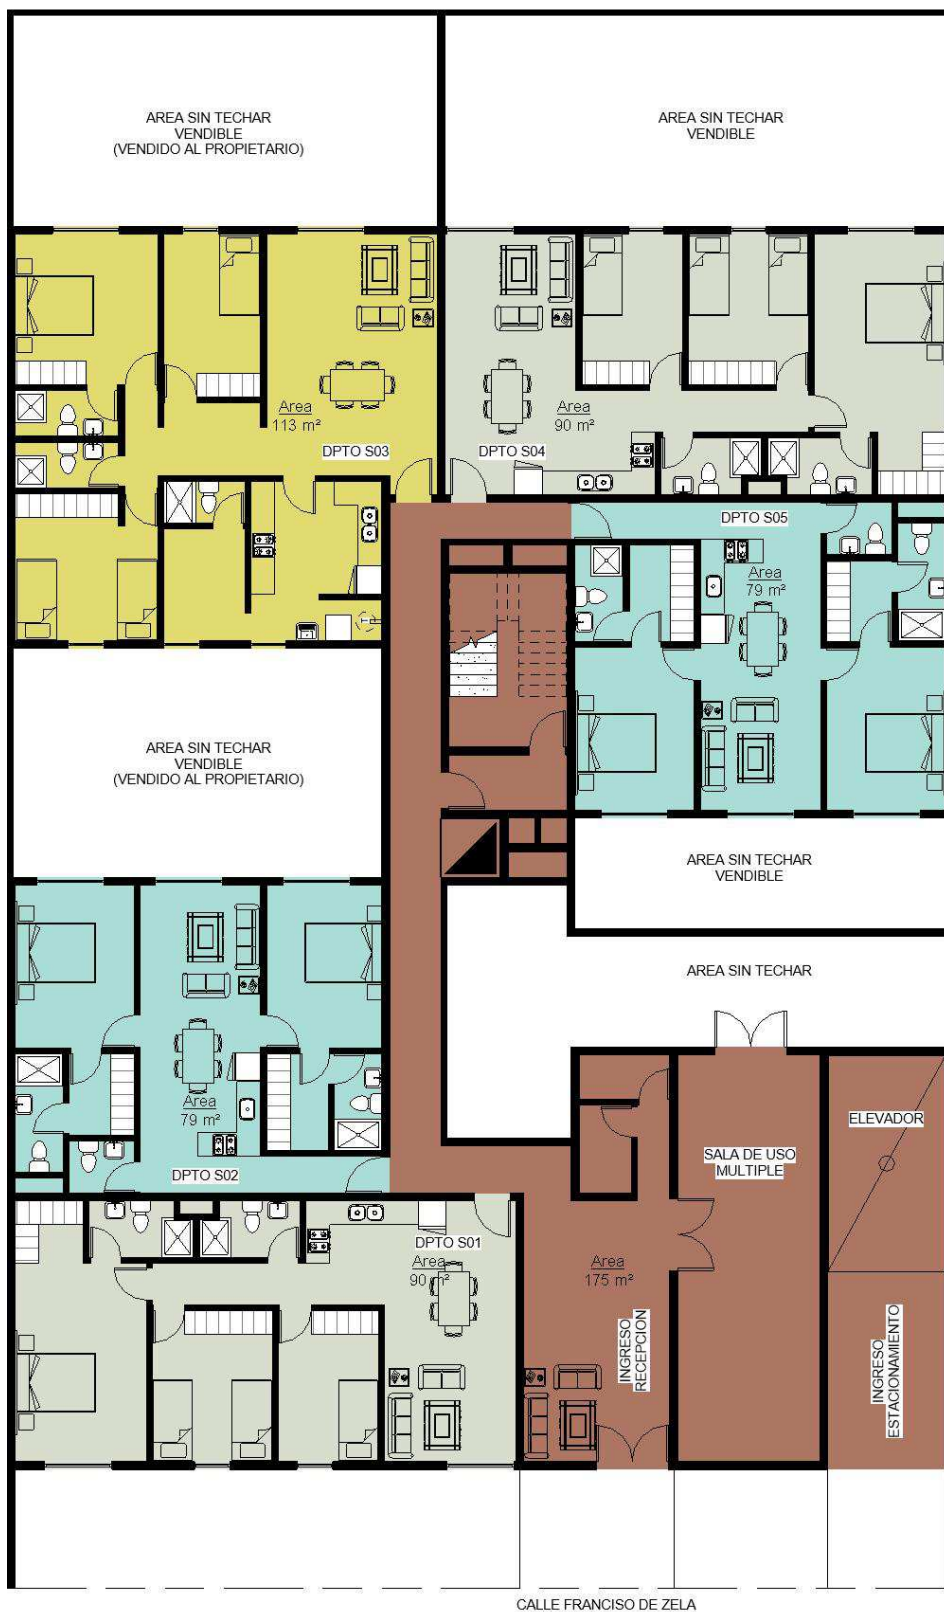 AREA SIN TECHAR
VENDIBLE
(VENDIDO AL PROPIETARIO)
AREA SIN TECHAR
VENDIBLE
Area
113 m²
DPTO S03
Area
90 m²
DPTO S04
DPTO S05
Area
79 m²
AREA SIN TECHAR
VENDIBLE
(VENDIDO AL PROPIETARIO)
AREA SIN TECHAR
VENDIBLE
AREA SIN TECHAR
Area
79 m²
DPTO S02
ELEVADOR
SALA DE USO
MULTIPLE
DPTO S01
Area
90 m²
Area
175 m²
INGRESO
RECEPCION
INGRESO
ESTACIONAMIENTO
CALLE FRANCISO DE ZELA